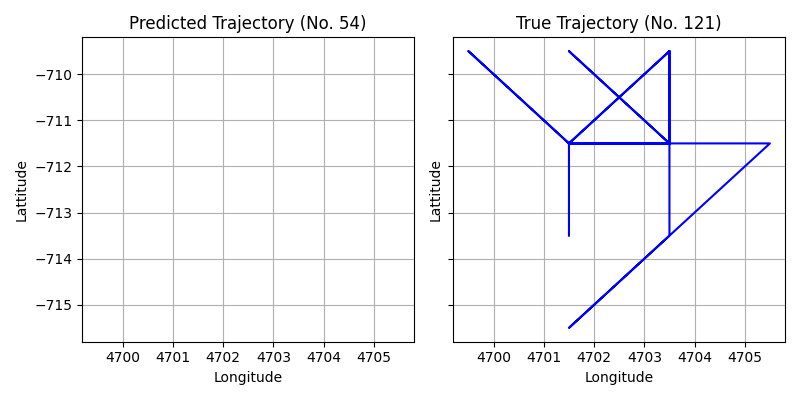 Predicted Trajectory (No. 54)
True Trajectory (No. 121)
Lattitude
−710
−711
−712
−713
−714
−715
4700 4701 4702 4703 4704 4705
Longitude
Lattitude
4700 4701 4702 4703 4704 4705
Longitude